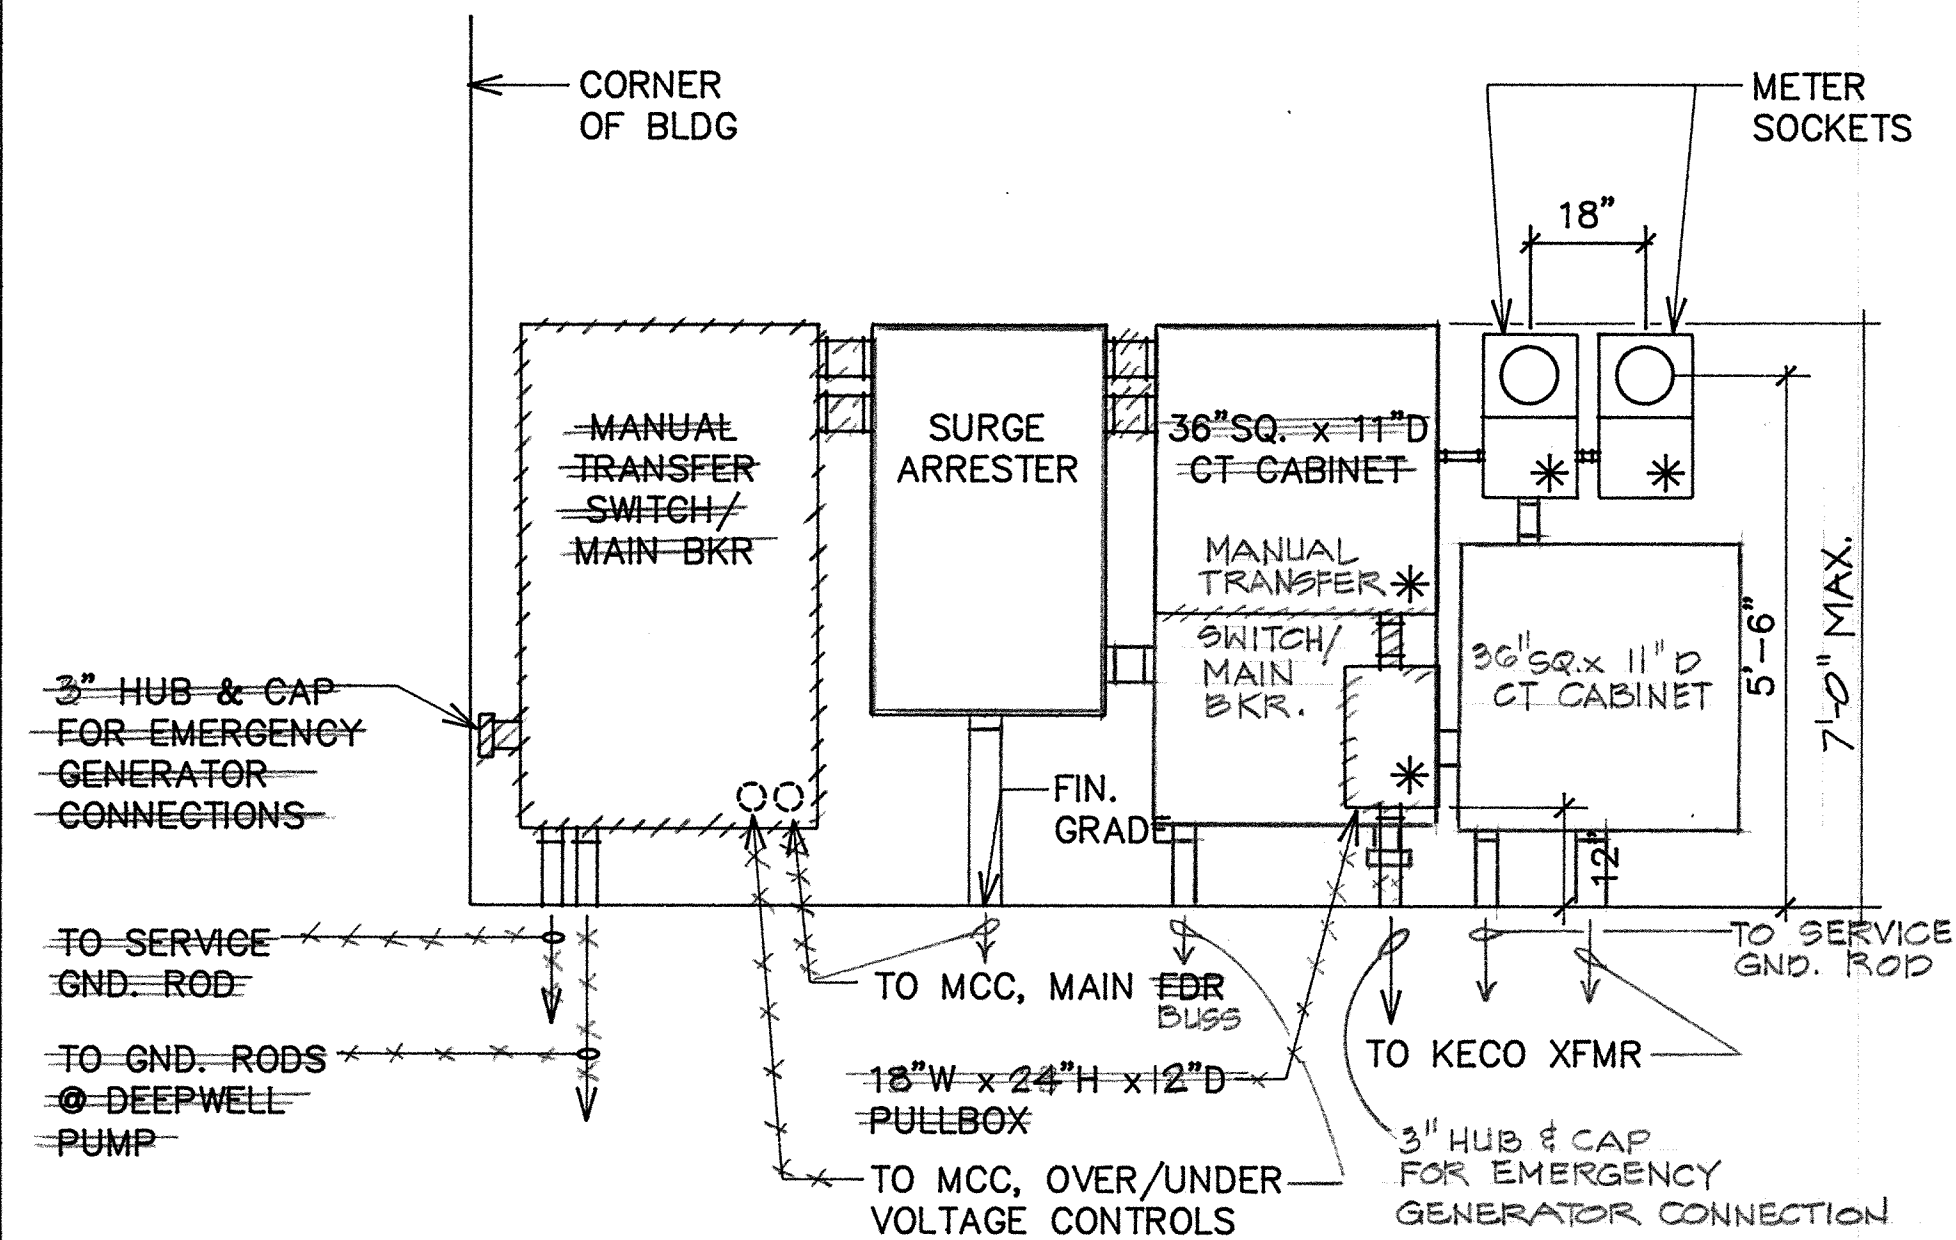 CORNER
OF BLDG
METER
SOCKETS
18"
MANUAL
TRANSFER
SWITCH/
MAIN BKR
SURGE
ARRESTER
36"SQ. x 11"D
CT CABINET
MANUAL
TRANSFER
SWITCH/
MAIN
BKR.
36"SQ.x 11"D
CT CABINET
5'-6"
7'-0" MAX.
3" HUB & CAP
FOR EMERGENCY
GENERATOR
CONNECTIONS
FIN.
GRADE
12"
TO SERVICE
GND. ROD
TO GND. RODS
@ DEEPWELL
PUMP
TO MCC, MAIN FDR
BUSS
18"W x 24"H x 12"D
PULLBOX
TO MCC, OVER/UNDER
VOLTAGE CONTROLS
TO SERVICE
GND. ROD
TO KECO XFMR
3" HUB & CAP
FOR EMERGENCY
GENERATOR CONNECTION